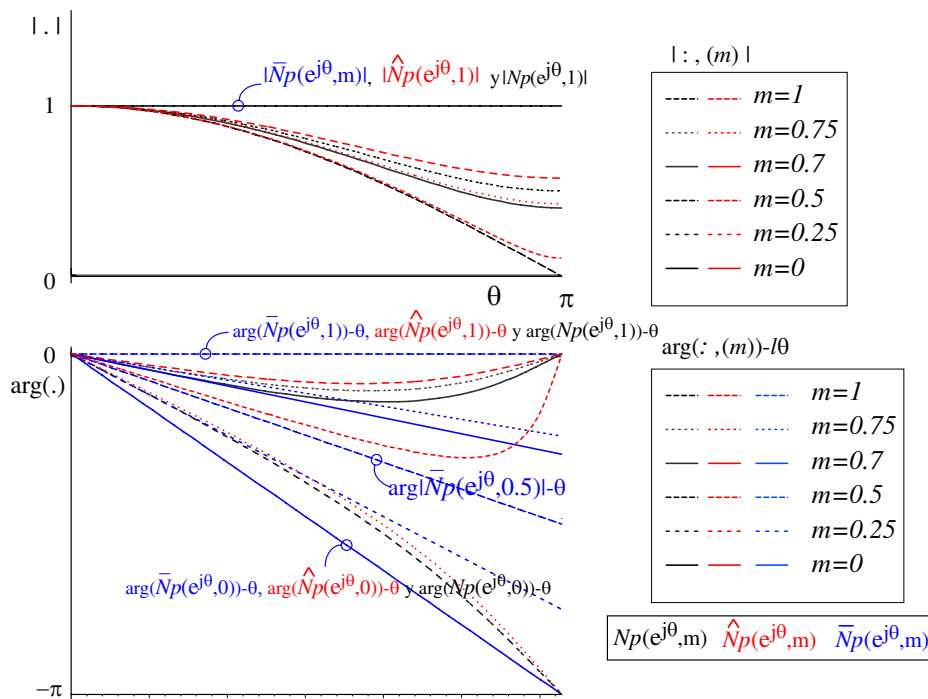 | . |
|N̄p(e^jθ,m)|, |N̂p(e^jθ,1)| y|Np(e^jθ,1)|
1
0
θ
π
| : , (m) |
m=1
m=0.75
m=0.7
m=0.5
m=0.25
m=0
arg(N̄p(e^jθ,1))-θ, arg(N̂p(e^jθ,1))-θ y arg(Np(e^jθ,1))-θ
0
arg(.)
arg|N̄p(e^jθ,0.5)|-θ
arg(N̄p(e^jθ,0))-θ, arg(N̂p(e^jθ,0))-θ y arg(Np(e^jθ,0))-θ
−π
arg(: ,(m))-lθ
m=1
m=0.75
m=0.7
m=0.5
m=0.25
m=0
Np(e^jθ,m) N̂p(e^jθ,m) N̄p(e^jθ,m)